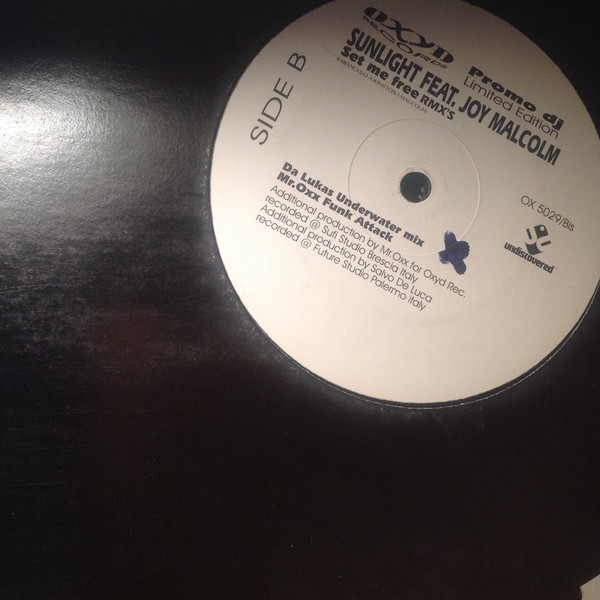 OXYD
RECORDS
Promo dj
Limited Edition
SUNLIGHT FEAT. JOY MALCOLM
Set me free RMX'S
SIDE B
OX 5029/Bis
undiscovered
Da Lukas Underwater mix
Mr.Oxx Funk Attack
Additional production by Mr.Oxx for Oxyd Rec.
recorded @ Sufi Studio Brescia Italy
Additional production by Salvo De Luca
recorded @ Future Studio Palermo italy